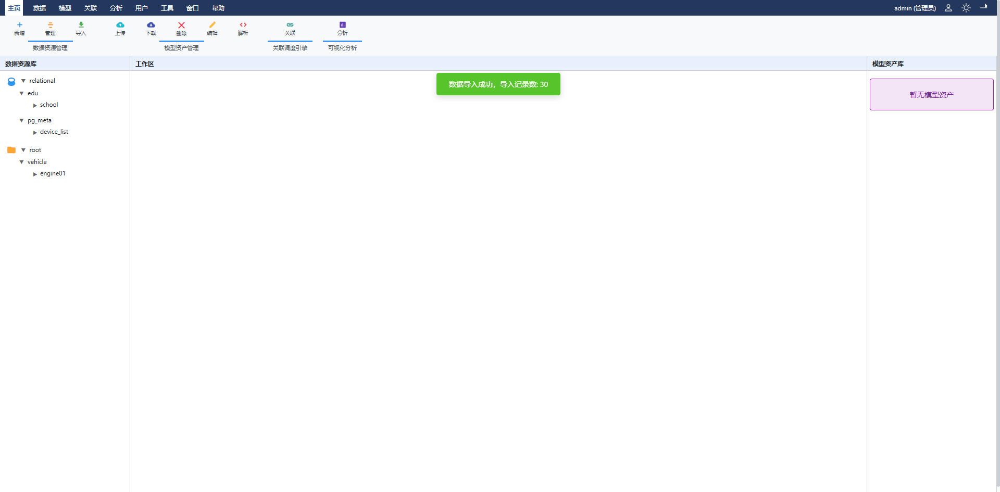 主页 数据 模型 关联 分析 用户 工具 窗口 帮助 admin (管理员)
新增 管理 导入 上传 下载 删除 编辑 解析 关联 分析
数据资源管理 模型资产管理 关联调度引擎 可视化分析
数据资源库 工作区 模型资产库
数据导入成功，导入记录数: 30
relational
edu
school
pg_meta
device_list
root
vehicle
engine01
暂无模型资产